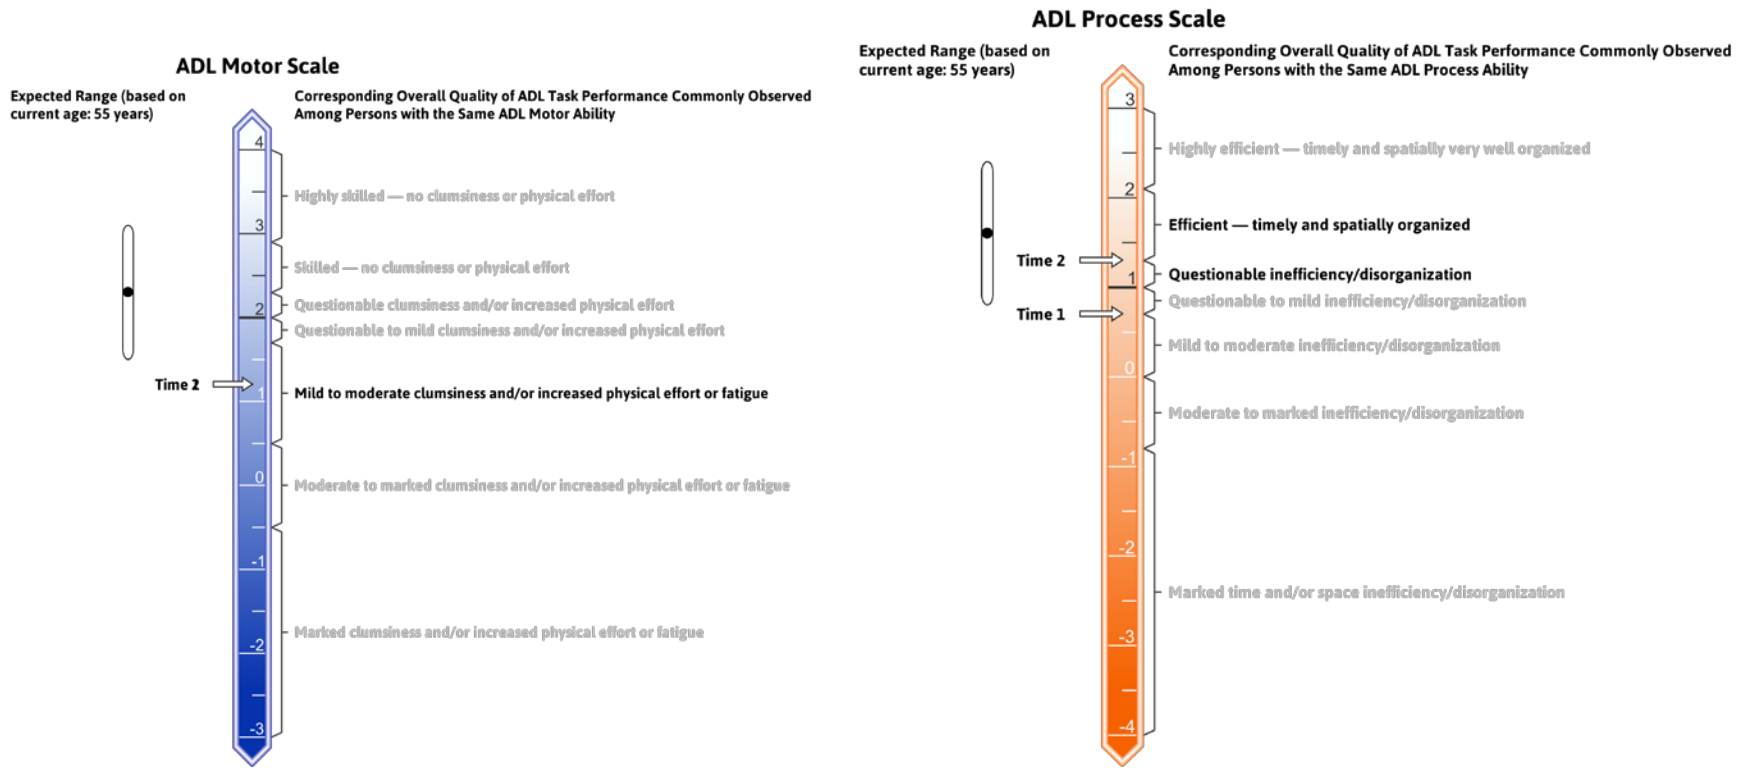 ADL Motor Scale
Expected Range (based on
current age: 55 years)
Corresponding Overall Quality of ADL Task Performance Commonly Observed
Among Persons with the Same ADL Motor Ability
4
Highly skilled — no clumsiness or physical effort
3
Skilled — no clumsiness or physical effort
Questionable clumsiness and/or increased physical effort
2
Questionable to mild clumsiness and/or increased physical effort
Time 2
1
Mild to moderate clumsiness and/or increased physical effort or fatigue
0
Moderate to marked clumsiness and/or increased physical effort or fatigue
-1
Marked clumsiness and/or increased physical effort or fatigue
-2
-3
ADL Process Scale
Expected Range (based on
current age: 55 years)
Corresponding Overall Quality of ADL Task Performance Commonly Observed
Among Persons with the Same ADL Process Ability
3
Highly efficient — timely and spatially very well organized
2
Efficient — timely and spatially organized
Time 2
Questionable inefficiency/disorganization
1
Questionable to mild inefficiency/disorganization
Time 1
Mild to moderate inefficiency/disorganization
0
Moderate to marked inefficiency/disorganization
-1
-2
Marked time and/or space inefficiency/disorganization
-3
-4